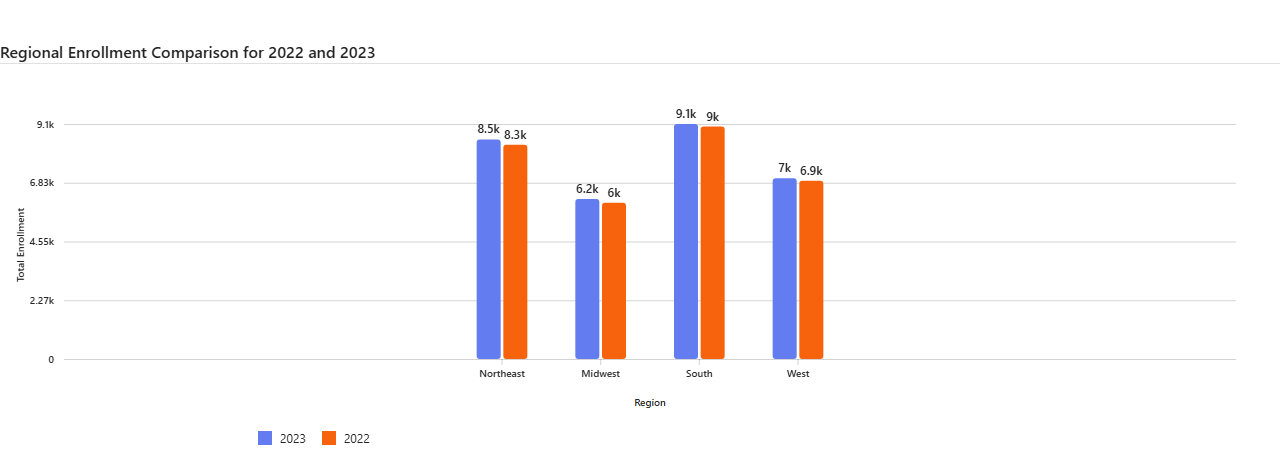 Regional Enrollment Comparison for 2022 and 2023
9.1k
6.83k
4.55k
2.27k
0
Total Enrollment
8.5k 8.3k
6.2k 6k
9.1k 9k
7k 6.9k
Northeast Midwest South West
Region
2023 2022